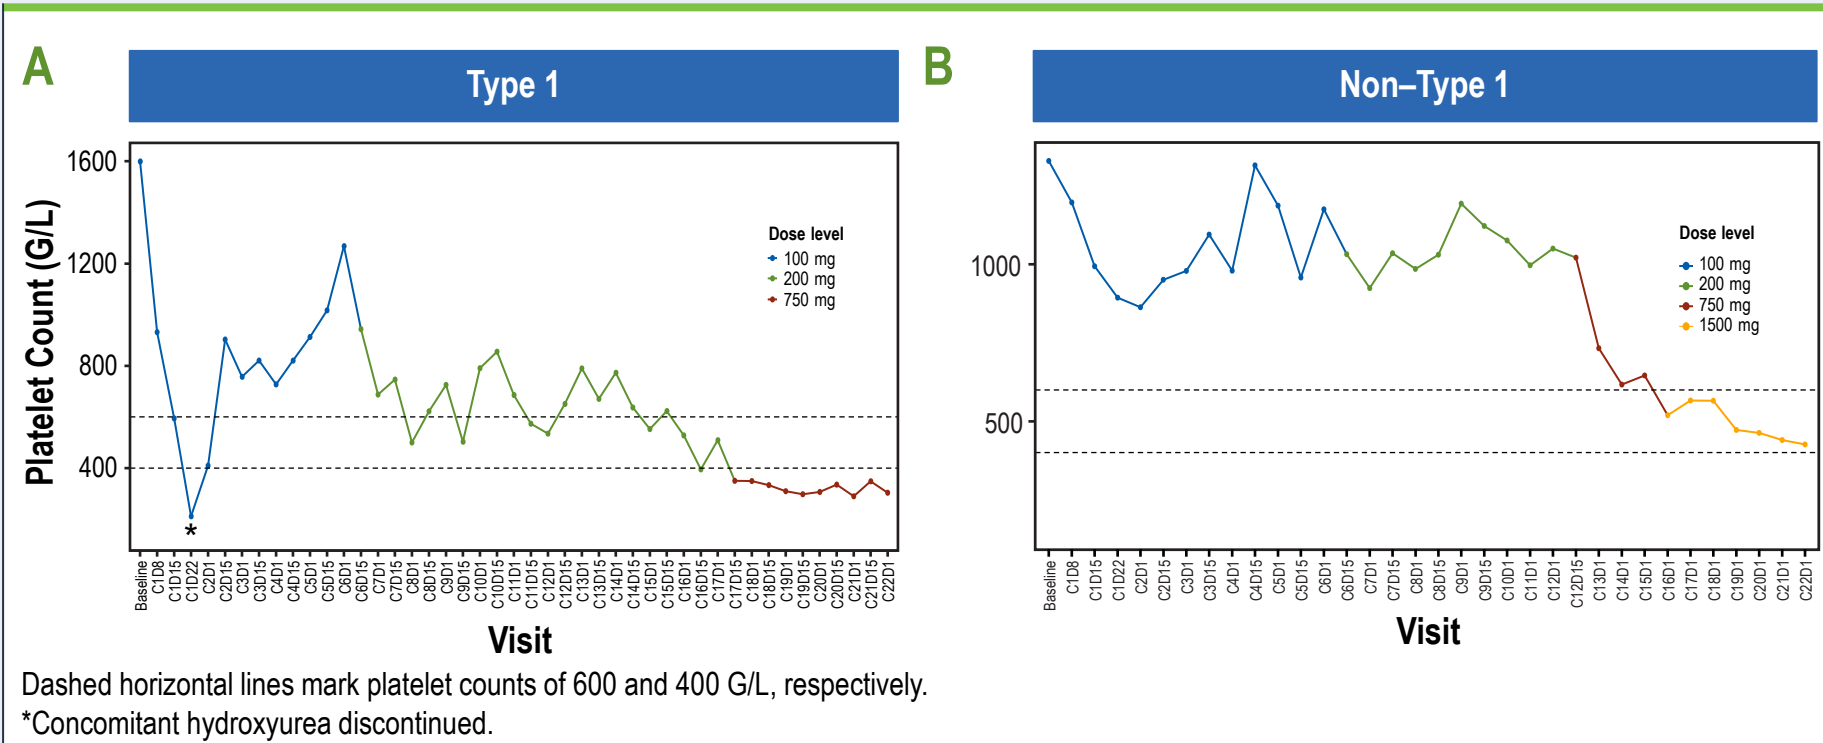 A
Type 1
Platelet Count (G/L)
1600
1200
800
400
Dose level
100 mg
200 mg
750 mg
*
Baseline
C1D8
C1D15
C1D22
C2D1
C2D15
C3D1
C3D15
C4D1
C4D15
C5D1
C5D15
C6D1
C6D15
C7D1
C7D15
C8D1
C8D15
C9D1
C9D15
C10D1
C10D15
C11D1
C11D15
C12D1
C12D15
C13D1
C13D15
C14D1
C14D15
C15D1
C15D15
C16D1
C16D15
C17D1
C17D15
C18D1
C18D15
C19D1
C19D15
C20D1
C20D15
C21D1
C21D15
C22D1
Visit
B
Non–Type 1
1000
500
Dose level
100 mg
200 mg
750 mg
1500 mg
Baseline
C1D8
C1D15
C1D22
C2D1
C2D15
C3D1
C3D15
C4D1
C4D15
C5D1
C5D15
C6D1
C6D15
C7D1
C7D15
C8D1
C8D15
C9D1
C9D15
C10D1
C11D1
C12D1
C12D15
C13D1
C14D1
C15D1
C16D1
C17D1
C18D1
C19D1
C20D1
C21D1
C22D1
Visit
Dashed horizontal lines mark platelet counts of 600 and 400 G/L, respectively.
*Concomitant hydroxyurea discontinued.